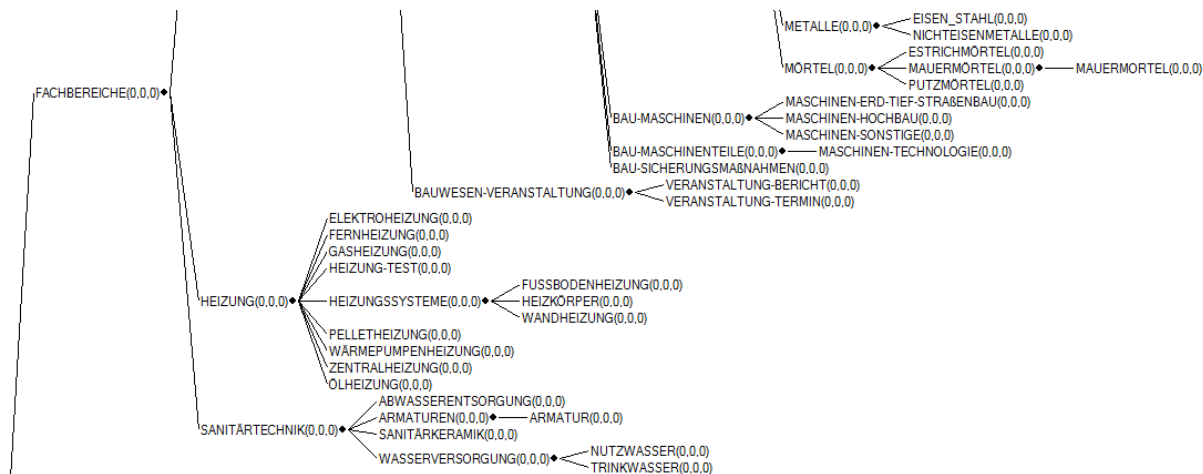 METALLE(0,0,0)
EISEN_STAHL(0,0,0)
NICHTEISENMETALLE(0,0,0)
MÖRTEL(0,0,0)
ESTRICHMÖRTEL(0,0,0)
MAUERMÖRTEL(0,0,0)
MAUERMORTEL(0,0,0)
PUTZMÖRTEL(0,0,0)
FACHBEREICHE(0,0,0)
BAU-MASCHINEN(0,0,0)
MASCHINEN-ERD-TIEF-STRAßENBAU(0,0,0)
MASCHINEN-HOCHBAU(0,0,0)
MASCHINEN-SONSTIGE(0,0,0)
BAU-MASCHINENTEILE(0,0,0)
MASCHINEN-TECHNOLOGIE(0,0,0)
BAU-SICHERUNGSMAßNAHMEN(0,0,0)
BAUWESEN-VERANSTALTUNG(0,0,0)
VERANSTALTUNG-BERICHT(0,0,0)
VERANSTALTUNG-TERMIN(0,0,0)
HEIZUNG(0,0,0)
ELEKTROHEIZUNG(0,0,0)
FERNHEIZUNG(0,0,0)
GASHEIZUNG(0,0,0)
HEIZUNG-TEST(0,0,0)
HEIZUNGSSYSTEME(0,0,0)
FUSSBODENHEIZUNG(0,0,0)
HEIZKÖRPER(0,0,0)
WANDHEIZUNG(0,0,0)
PELLETHEIZUNG(0,0,0)
WÄRMEPUMPENHEIZUNG(0,0,0)
ZENTRALHEIZUNG(0,0,0)
ÖLHEIZUNG(0,0,0)
SANITÄRTECHNIK(0,0,0)
ABWASSERENTSORGUNG(0,0,0)
ARMATUREN(0,0,0)
ARMATUR(0,0,0)
SANITÄRKERAMIK(0,0,0)
WASSERVERSORGUNG(0,0,0)
NUTZWASSER(0,0,0)
TRINKWASSER(0,0,0)